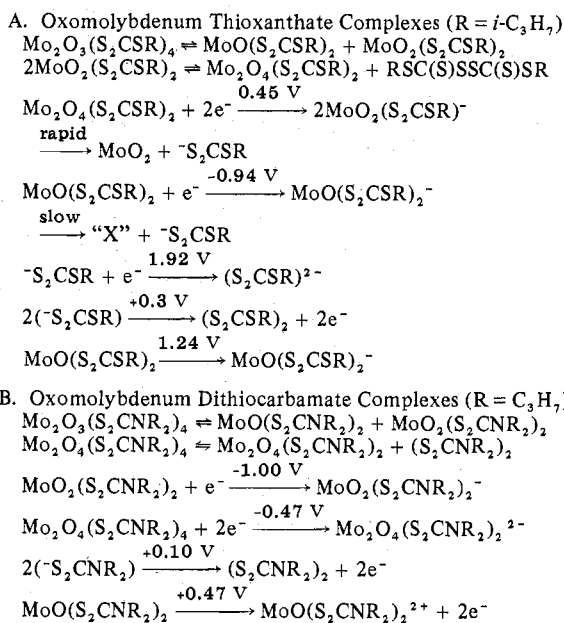 A. Oxomolybdenum Thioxanthate Complexes (R = i-C₃H₇)
Mo₂O₃(S₂CSR)₄ ⇌ MoO(S₂CSR)₂ + MoO₂(S₂CSR)₂
2MoO₂(S₂CSR)₂ ⇌ Mo₂O₄(S₂CSR)₂ + RSC(S)SSC(S)SR
0.45 V
Mo₂O₄(S₂CSR)₂ + 2e⁻ ⟶ 2MoO₂(S₂CSR)⁻
rapid
⟶ MoO₂ + ⁻S₂CSR
-0.94 V
MoO(S₂CSR)₂ + e⁻ ⟶ MoO(S₂CSR)₂⁻
slow
⟶ “X” + ⁻S₂CSR
1.92 V
⁻S₂CSR + e⁻ ⟶ (S₂CSR)²⁻
+0.3 V
2(⁻S₂CSR) ⟶ (S₂CSR)₂ + 2e⁻
1.24 V
MoO(S₂CSR)₂ ⟶ MoO(S₂CSR)₂⁻
B. Oxomolybdenum Dithiocarbamate Complexes (R = C₃H₇)
Mo₂O₃(S₂CNR₂)₄ ⇌ MoO(S₂CNR₂)₂ + MoO₂(S₂CNR₂)₂
Mo₂O₄(S₂CNR₂)₄ ⇋ Mo₂O₄(S₂CNR₂)₂ + (S₂CNR₂)₂
-1.00 V
MoO₂(S₂CNR₂)₂ + e⁻ ⟶ MoO₂(S₂CNR₂)₂⁻
-0.47 V
Mo₂O₄(S₂CNR₂)₄ + 2e⁻ ⟶ Mo₂O₄(S₂CNR₂)₂²⁻
+0.10 V
2(⁻S₂CNR₂) ⟶ (S₂CNR₂)₂ + 2e⁻
+0.47 V
MoO(S₂CNR₂)₂ ⟶ MoO(S₂CNR₂)₂²⁺ + 2e⁻